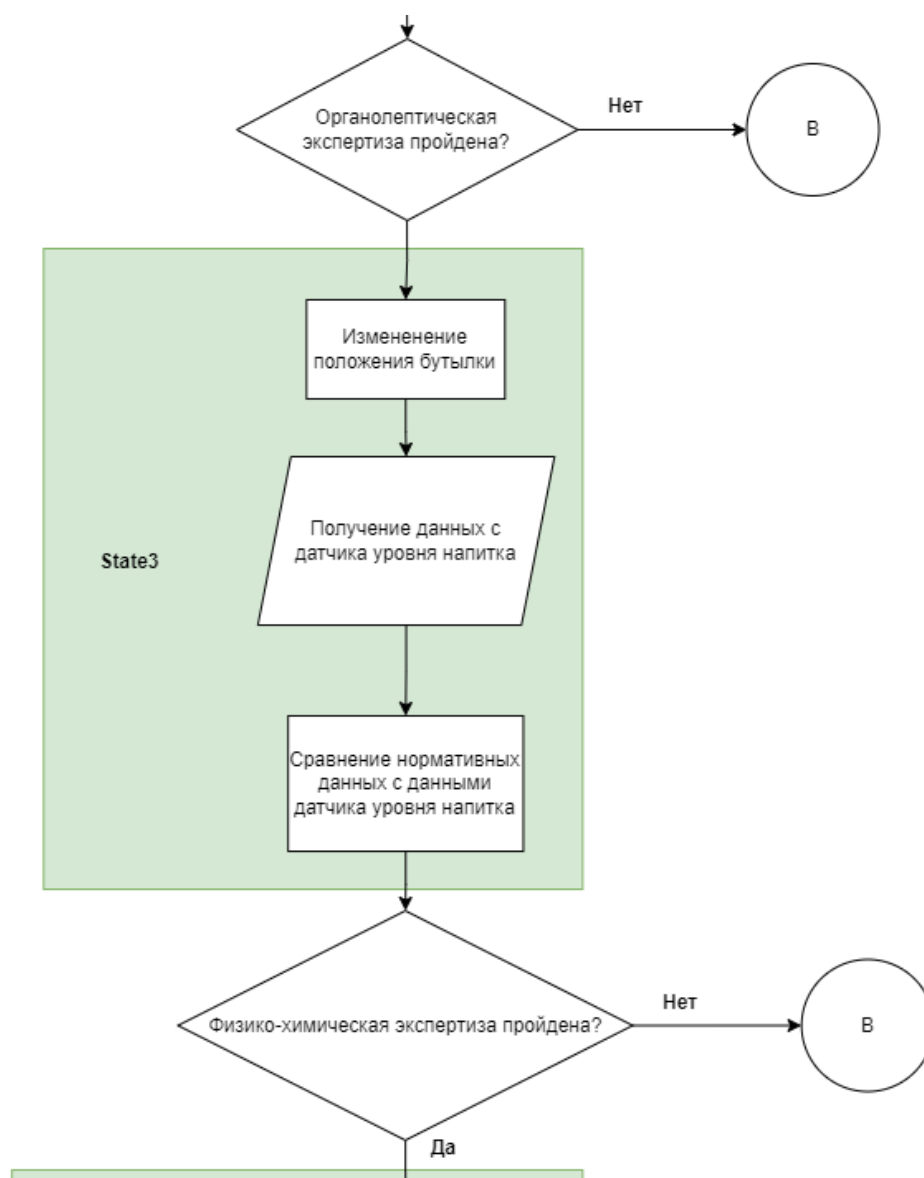 Органолептическая
экспертиза пройдена?
Нет
B
Измененение
положения бутылки
Получение данных с
датчика уровня напитка
State3
Сравнение нормативных
данных с данными
датчика уровня напитка
Физико-химическая экспертиза пройдена?
Нет
B
Да